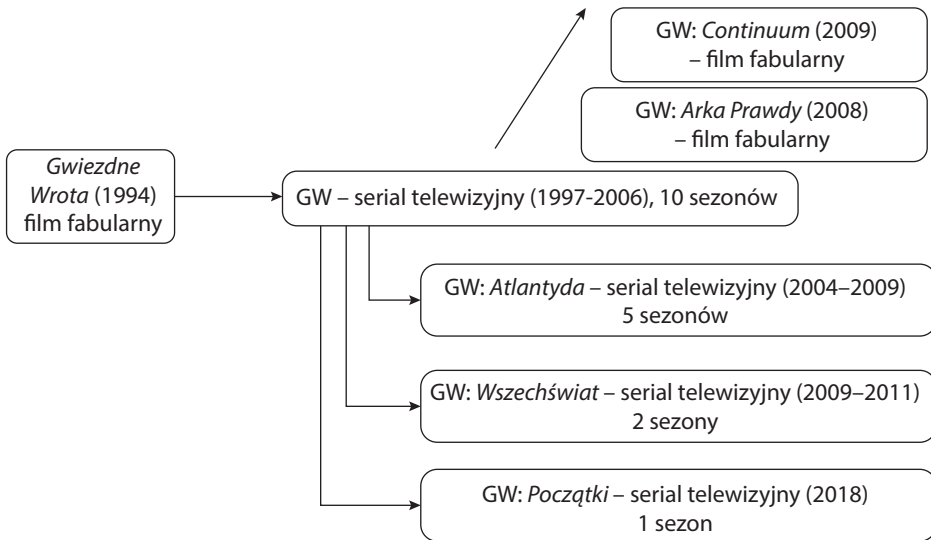 GW: Continuum (2009)
– film fabularny
GW: Arka Prawdy (2008)
– film fabularny
Gwiezdne
Wrota (1994)
film fabularny
GW – serial telewizyjny (1997-2006), 10 sezonów
GW: Atlantyda – serial telewizyjny (2004–2009)
5 sezonów
GW: Wszechświat – serial telewizyjny (2009–2011)
2 sezony
GW: Początki – serial telewizyjny (2018)
1 sezon